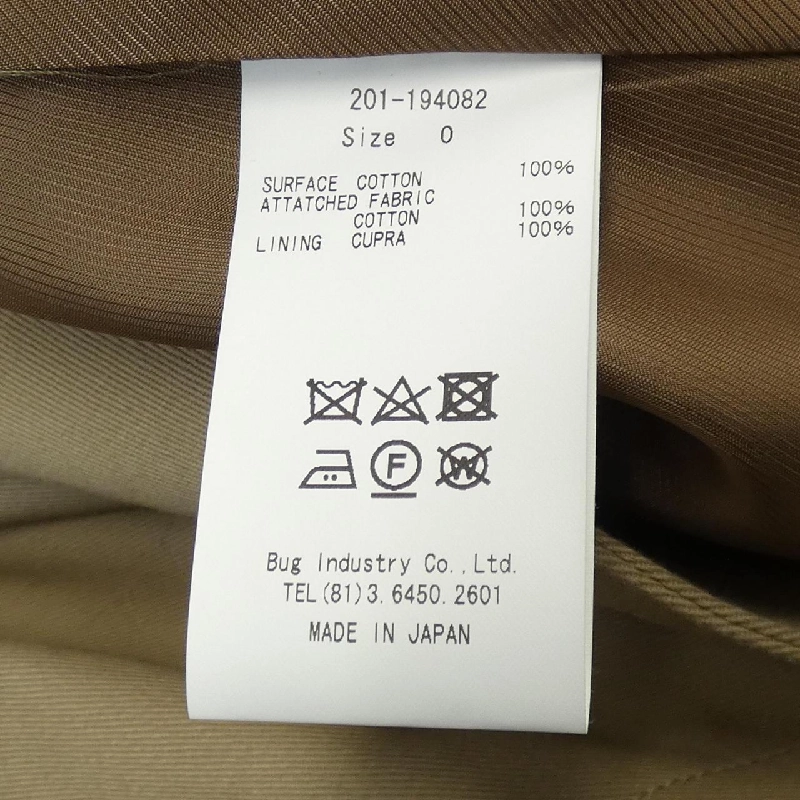 201-194082
Size 0
SURFACE COTTON 100%
ATTATCHED FABRIC
COTTON 100%
LINING CUPRA 100%
F
W
Bug Industry Co.,Ltd.
TEL(81)3.6450.2601
MADE IN JAPAN